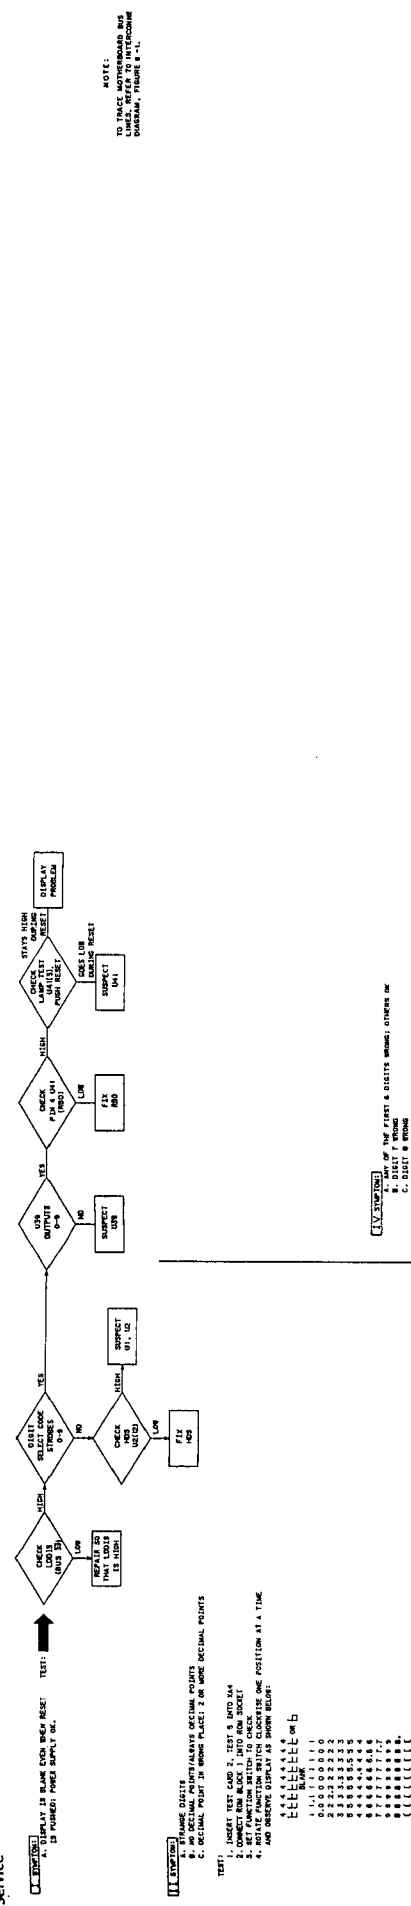 Service
I SYMPTOM:
A. DISPLAY IS BLANK EVEN WHEN RESET
IS PUSHED; POWER SUPPLY OK.
TEST:
CHECK
LDDIS
(BUS 53)
HIGH
LOW
REPAIR SO
THAT LDDIS
IS HIGH
DIGIT
SELECT CODE
STROBES
0-9
YES
NO
CHECK
MDS
U2(12)
HIGH
SUSPECT
U1, U2
LOW
FIX
MDS
U39
OUTPUTS
0-9
YES
NO
SUSPECT
U39
CHECK
PIN 4 U41
(RBO)
HIGH
LOW
FIX
RBO
CHECK
LAMP TEST
U41(3),
PUSH RESET
STAYS HIGH
DURING
RESET
DISPLAY
PROBLEM
GOES LOW
DURING RESET
SUSPECT
U41
NOTE:
TO TRACE MOTHERBOARD BUS
LINES, REFER TO INTERCONNE
DIAGRAM, FIGURE 8-1.
II SYMPTOM:
A. STRANGE DIGITS
B. NO DECIMAL POINTS/ALWAYS DECIMAL POINTS
C. DECIMAL POINT IN WRONG PLACE; 2 OR MORE DECIMAL POINTS
TEST:
1. INSERT TEST CARD 2, TEST 5 INTO XA4
2. CONNECT ROM BLOCK 1 INTO ROM SOCKET
3. SET FUNCTION SWITCH TO CHECK
4. ROTATE FUNCTION SWITCH CLOCKWISE ONE POSITION AT A TIME
AND OBSERVE DISPLAY AS SHOWN BELOW:
BLANK
OR
IV SYMPTOM:
A. ANY OF THE FIRST 6 DIGITS WRONG; OTHERS OK
B. DIGIT 7 WRONG
C. DIGIT 8 WRONG